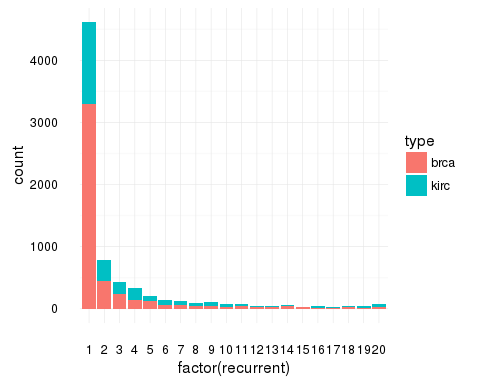 4000
3000
2000
1000
0
count
1 2 3 4 5 6 7 8 9 10 11 12 13 14 15 16 17 18 19 20
factor(recurrent)
type
brca
kirc